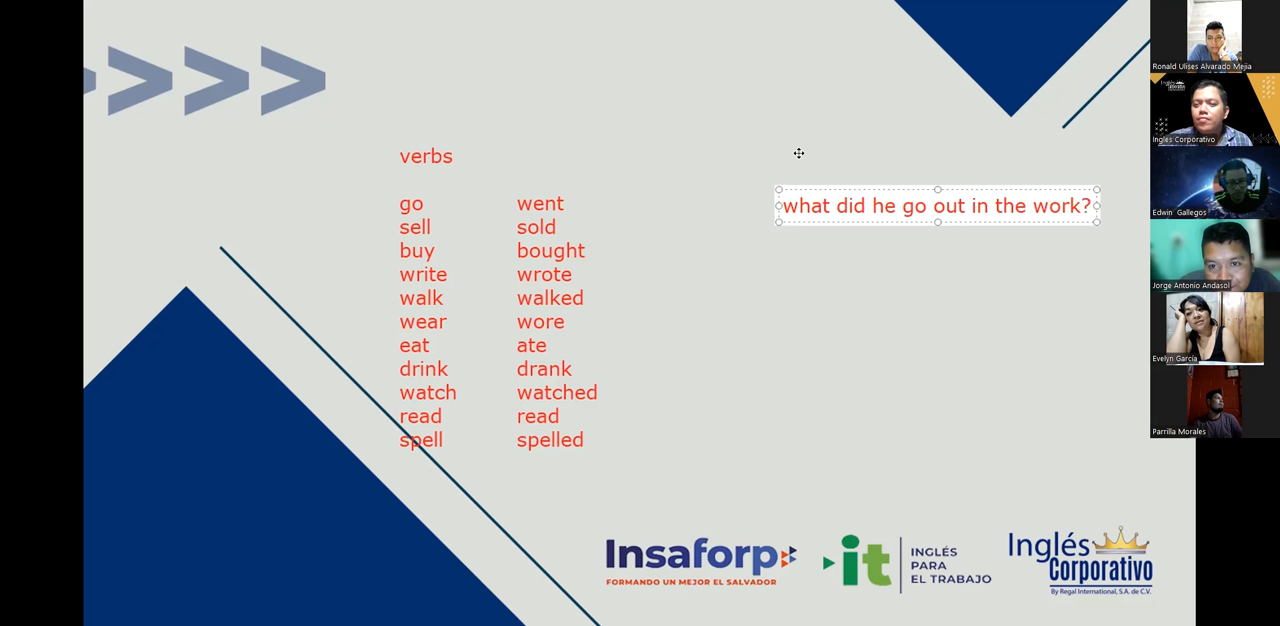 verbs
go went
sell sold
buy bought
write wrote
walk walked
wear wore
eat ate
drink drank
watch watched
read read
spell spelled
what did he go out in the work?
Insaforp
FORMANDO UN MEJOR EL SALVADOR
it
INGLÉS
PARA
EL TRABAJO
Inglés
Corporativo
By Regal International, S.A. de C.V.
Ronald Ulises Alvarado Mejia
Inglés Corporativo
Inglés Corporativo
Edwin Gallegos
Jorge Antonio Andasol
Evelyn García
Parrilla Morales